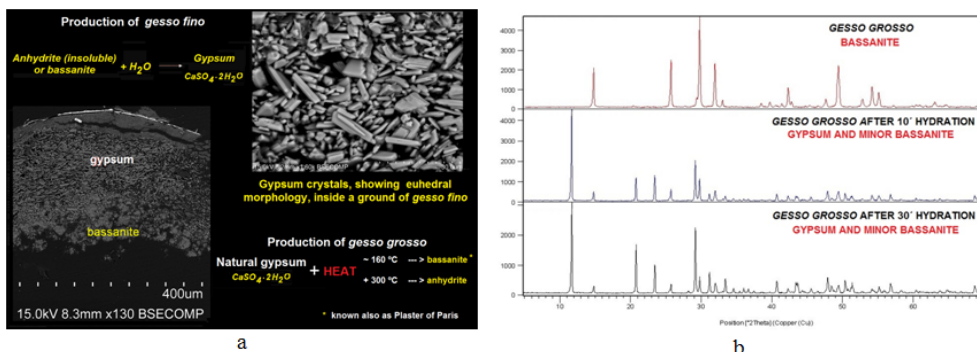 Production of gesso fino
Anhydrite (insoluble)
or bassanite
+ H2O
Gypsum
CaSO4·2H2O
gypsum
bassanite
400um
15.0kV 8.3mm x130 BSECOMP
Gypsum crystals, showing euhedral
morphology, inside a ground of gesso fino
Production of gesso grosso
Natural gypsum
CaSO4·2H2O
+ HEAT
~ 160 ºC ---> bassanite *
+ 300 ºC ---> anhydrite
* known also as Plaster of Paris
a
GESSO GROSSO
BASSANITE
4000
3000
2000
1000
0
GESSO GROSSO AFTER 10´ HYDRATION
GYPSUM AND MINOR BASSANITE
4000
2000
0
GESSO GROSSO AFTER 30´ HYDRATION
GYPSUM AND MINOR BASSANITE
2000
1000
0
10 20 30 40 50 60
Position [°2Theta] (Copper (Cu))
b